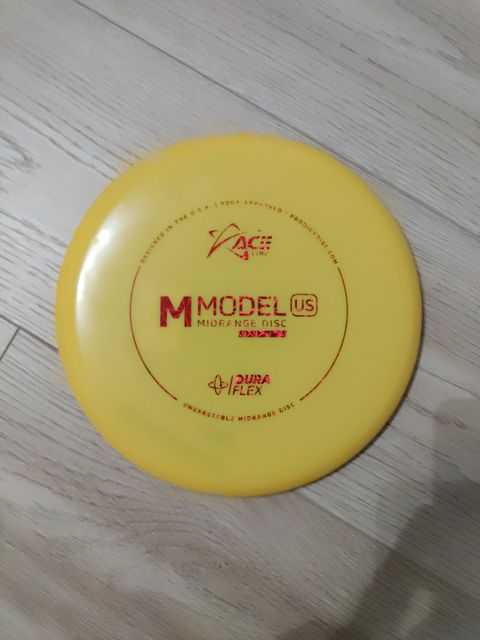 DESIGNED IN THE U.S.A. | PDGA APPROVED - PRODIGYDISC.COM
ACE
LINE
M MODEL US
MIDRANGE DISC
DURA
FLEX
UNDERSTABLE MIDRANGE DISC